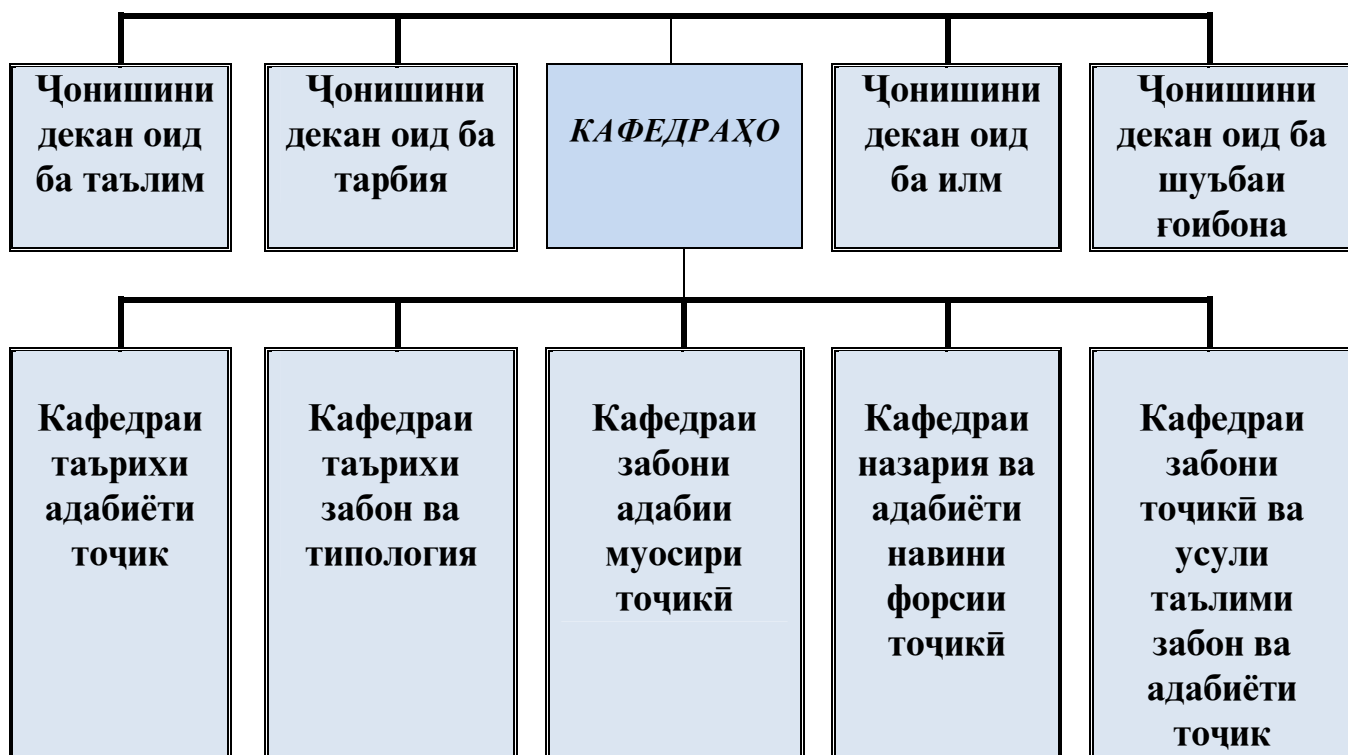 Ҷонишини
декан оид
ба таълим
Ҷонишини
декан оид ба
тарбия
КАФЕДРАҲО
Ҷонишини
декан оид
ба илм
Ҷонишини
декан оид ба
шуъбаи
ғоибона
Кафедраи
таърихи
адабиёти
тоҷик
Кафедраи
таърихи
забон ва
типология
Кафедраи
забони
адабии
муосири
тоҷикӣ
Кафедраи
назария ва
адабиёти
навини
форсии
тоҷикӣ
Кафедраи
забони
тоҷикӣ ва
усули
таълими
забон ва
адабиёти
тоҷик